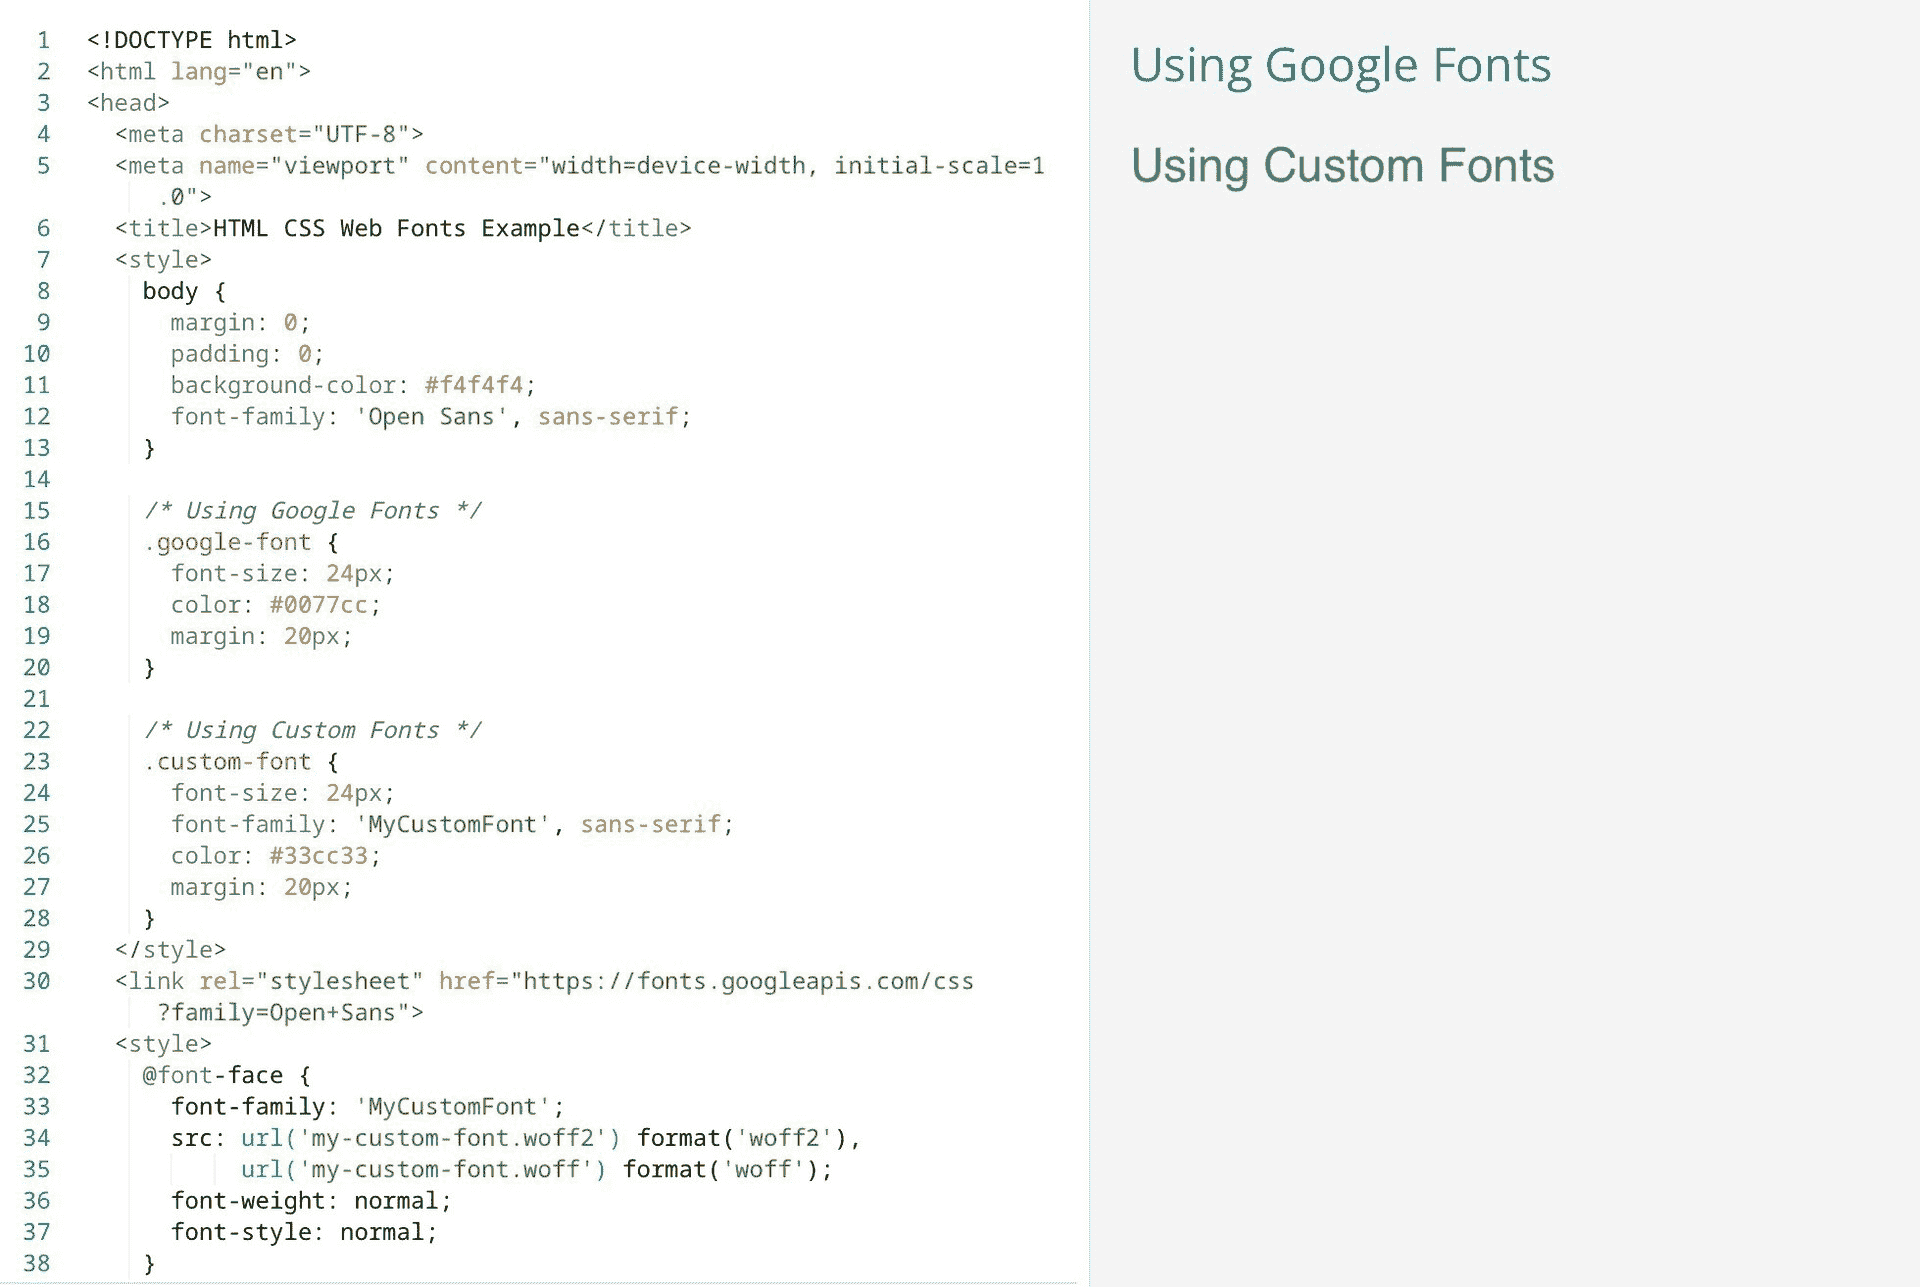 1 <!DOCTYPE html>
2 <html lang="en">
3 <head>
4 <meta charset="UTF-8">
5 <meta name="viewport" content="width=device-width, initial-scale=1
.0">
6 <title>HTML CSS Web Fonts Example</title>
7 <style>
8 body {
9 margin: 0;
10 padding: 0;
11 background-color: #f4f4f4;
12 font-family: 'Open Sans', sans-serif;
13 }
14
15 /* Using Google Fonts */
16 .google-font {
17 font-size: 24px;
18 color: #0077cc;
19 margin: 20px;
20 }
21
22 /* Using Custom Fonts */
23 .custom-font {
24 font-size: 24px;
25 font-family: 'MyCustomFont', sans-serif;
26 color: #33cc33;
27 margin: 20px;
28 }
29 </style>
30 <link rel="stylesheet" href="https://fonts.googleapis.com/css
?family=Open+Sans">
31 <style>
32 @font-face {
33 font-family: 'MyCustomFont';
34 src: url('my-custom-font.woff2') format('woff2'),
35 url('my-custom-font.woff') format('woff');
36 font-weight: normal;
37 font-style: normal;
38 }
Using Google Fonts
Using Custom Fonts